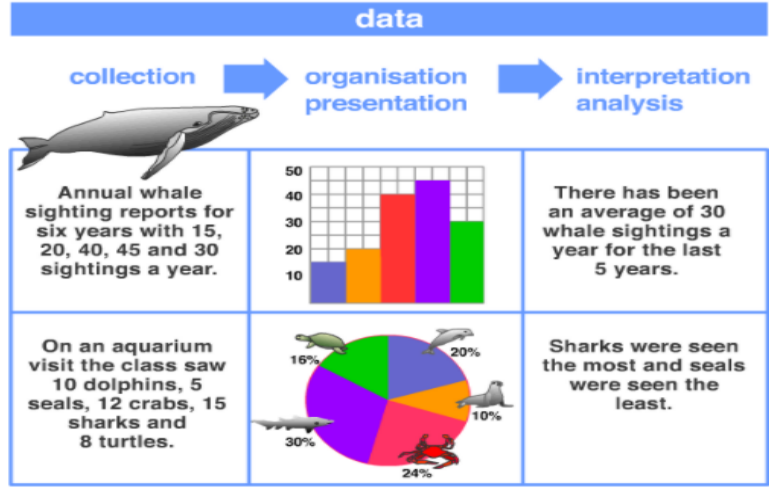 data
collection
organisation
presentation
interpretation
analysis
Annual whale
sighting reports for
six years with 15,
20, 40, 45 and 30
sightings a year.
50
40
30
20
10
There has been
an average of 30
whale sightings a
year for the last
5 years.
On an aquarium
visit the class saw
10 dolphins, 5
seals, 12 crabs, 15
sharks and
8 turtles.
16%
20%
10%
30%
24%
Sharks were seen
the most and seals
were seen the
least.